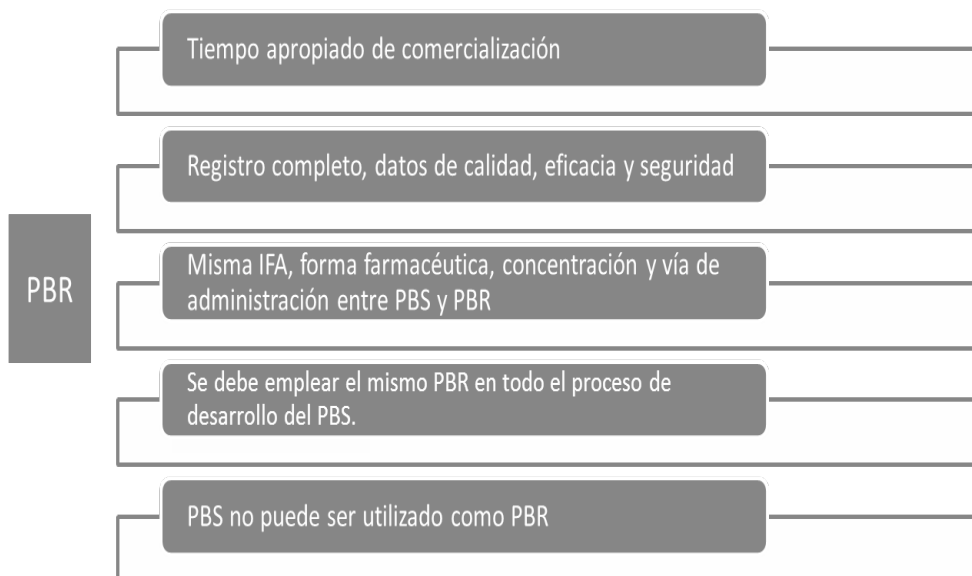 Tiempo apropiado de comercialización
Registro completo, datos de calidad, eficacia y seguridad
PBR
Misma IFA, forma farmacéutica, concentración y vía de
administración entre PBS y PBR
Se debe emplear el mismo PBR en todo el proceso de
desarrollo del PBS.
PBS no puede ser utilizado como PBR